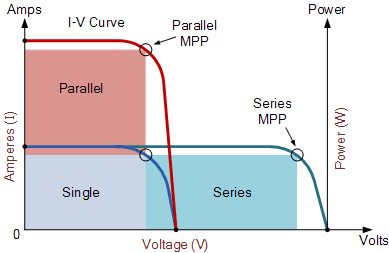 Amps
I-V Curve
Parallel
MPP
Power
Parallel
Series
MPP
Amperes (I)
Power (W)
Single
Series
0
Voltage (V)
Volts